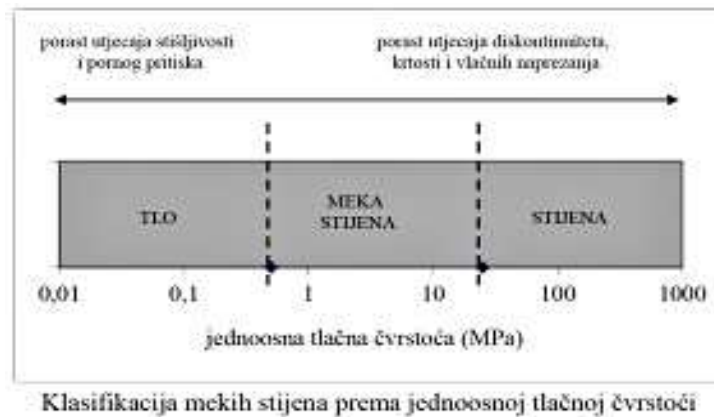 porast utjecaja stišljivosti
i pornog pritiska
porast utjecaja diskontinuiteta,
krtosti i vlačnih naprezanja
TLO
MEKA
STIJENA
STIJENA
0,01 0,1 1 10 100 1000
jednoosna tlačna čvrstoća (MPa)
Klasifikacija mekih stijena prema jednoosnoj tlačnoj čvrstoći